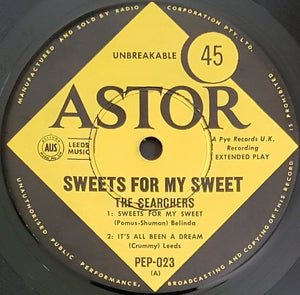 MANUFACTURED AND SOLD BY RADIO CORPORATION PTY. LTD.
UNBREAKABLE
45
ASTOR
AUS
LEEDS
MUSIC
A Pye Records U.K.
Recording
EXTENDED PLAY
SWEETS FOR MY SWEET
THE SEARCHERS
1: SWEETS FOR MY SWEET
(Pomus-Shuman) Belinda
2: IT'S ALL BEEN A DREAM
(Crummy) Leeds
PEP-023
(A)
UNAUTHORISED PUBLIC PERFORMANCE, BROADCASTING AND COPYING OF THIS RECORDING PROHIBITED